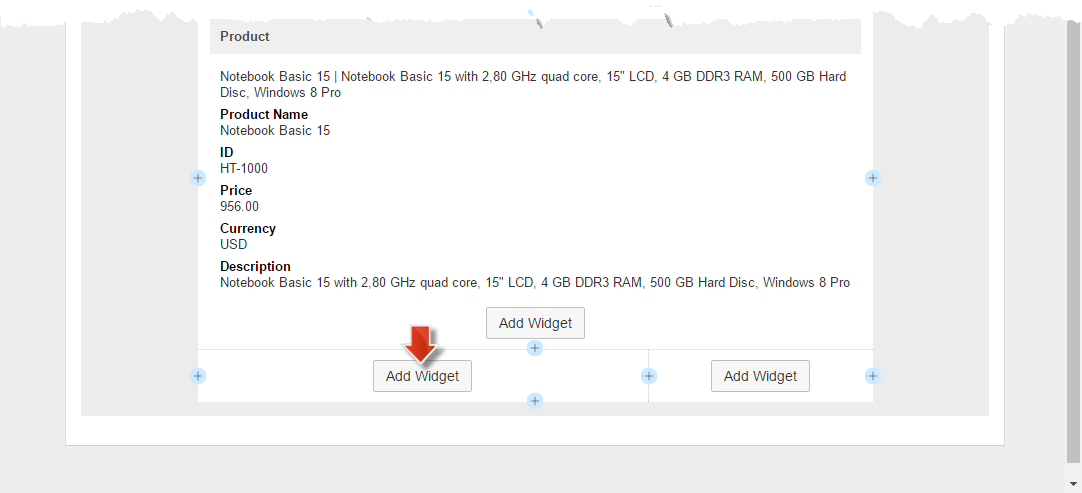 Product
Notebook Basic 15 | Notebook Basic 15 with 2,80 GHz quad core, 15" LCD, 4 GB DDR3 RAM, 500 GB Hard
Disc, Windows 8 Pro
Product Name
Notebook Basic 15
ID
HT-1000
Price
956.00
Currency
USD
Description
Notebook Basic 15 with 2,80 GHz quad core, 15" LCD, 4 GB DDR3 RAM, 500 GB Hard Disc, Windows 8 Pro
Add Widget
Add Widget
Add Widget